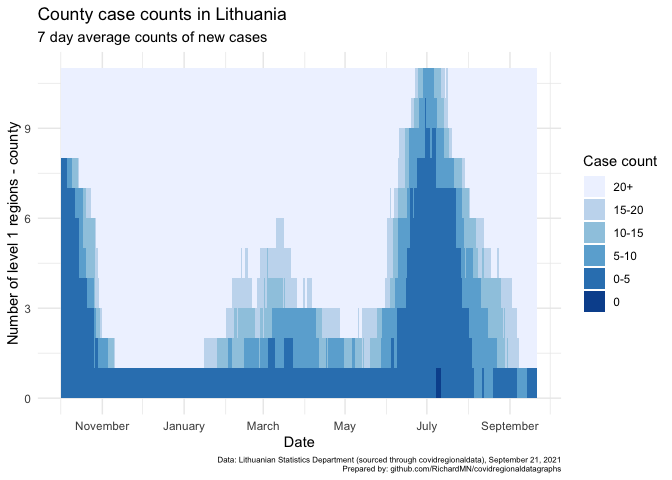 County case counts in Lithuania
7 day average counts of new cases
Number of level 1 regions - county
9
6
3
0
November January March May July September
Date
Case count
20+
15-20
10-15
5-10
0-5
0
Data: Lithuanian Statistics Department (sourced through covidregionaldata), September 21, 2021
Prepared by: github.com/RichardMN/covidregionaldatagraphs